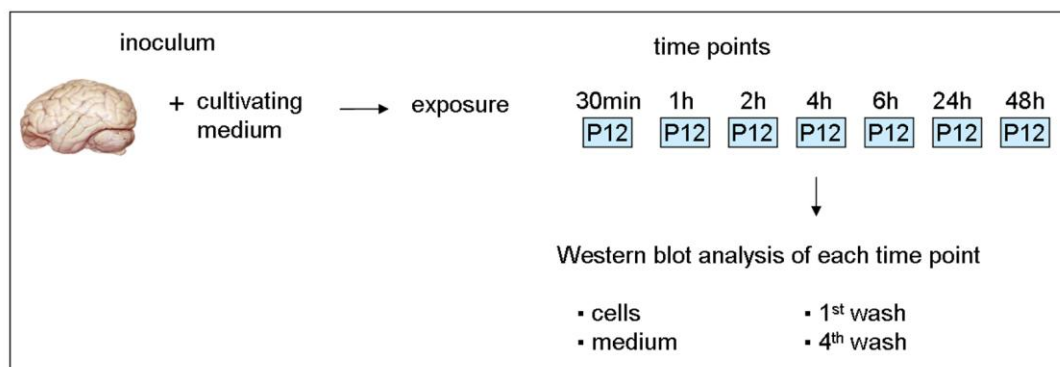 inoculum
+ cultivating medium
exposure
time points
30min 1h 2h 4h 6h 24h 48h
P12 P12 P12 P12 P12 P12 P12
Western blot analysis of each time point
▪ cells
▪ medium
▪ 1st wash
▪ 4th wash